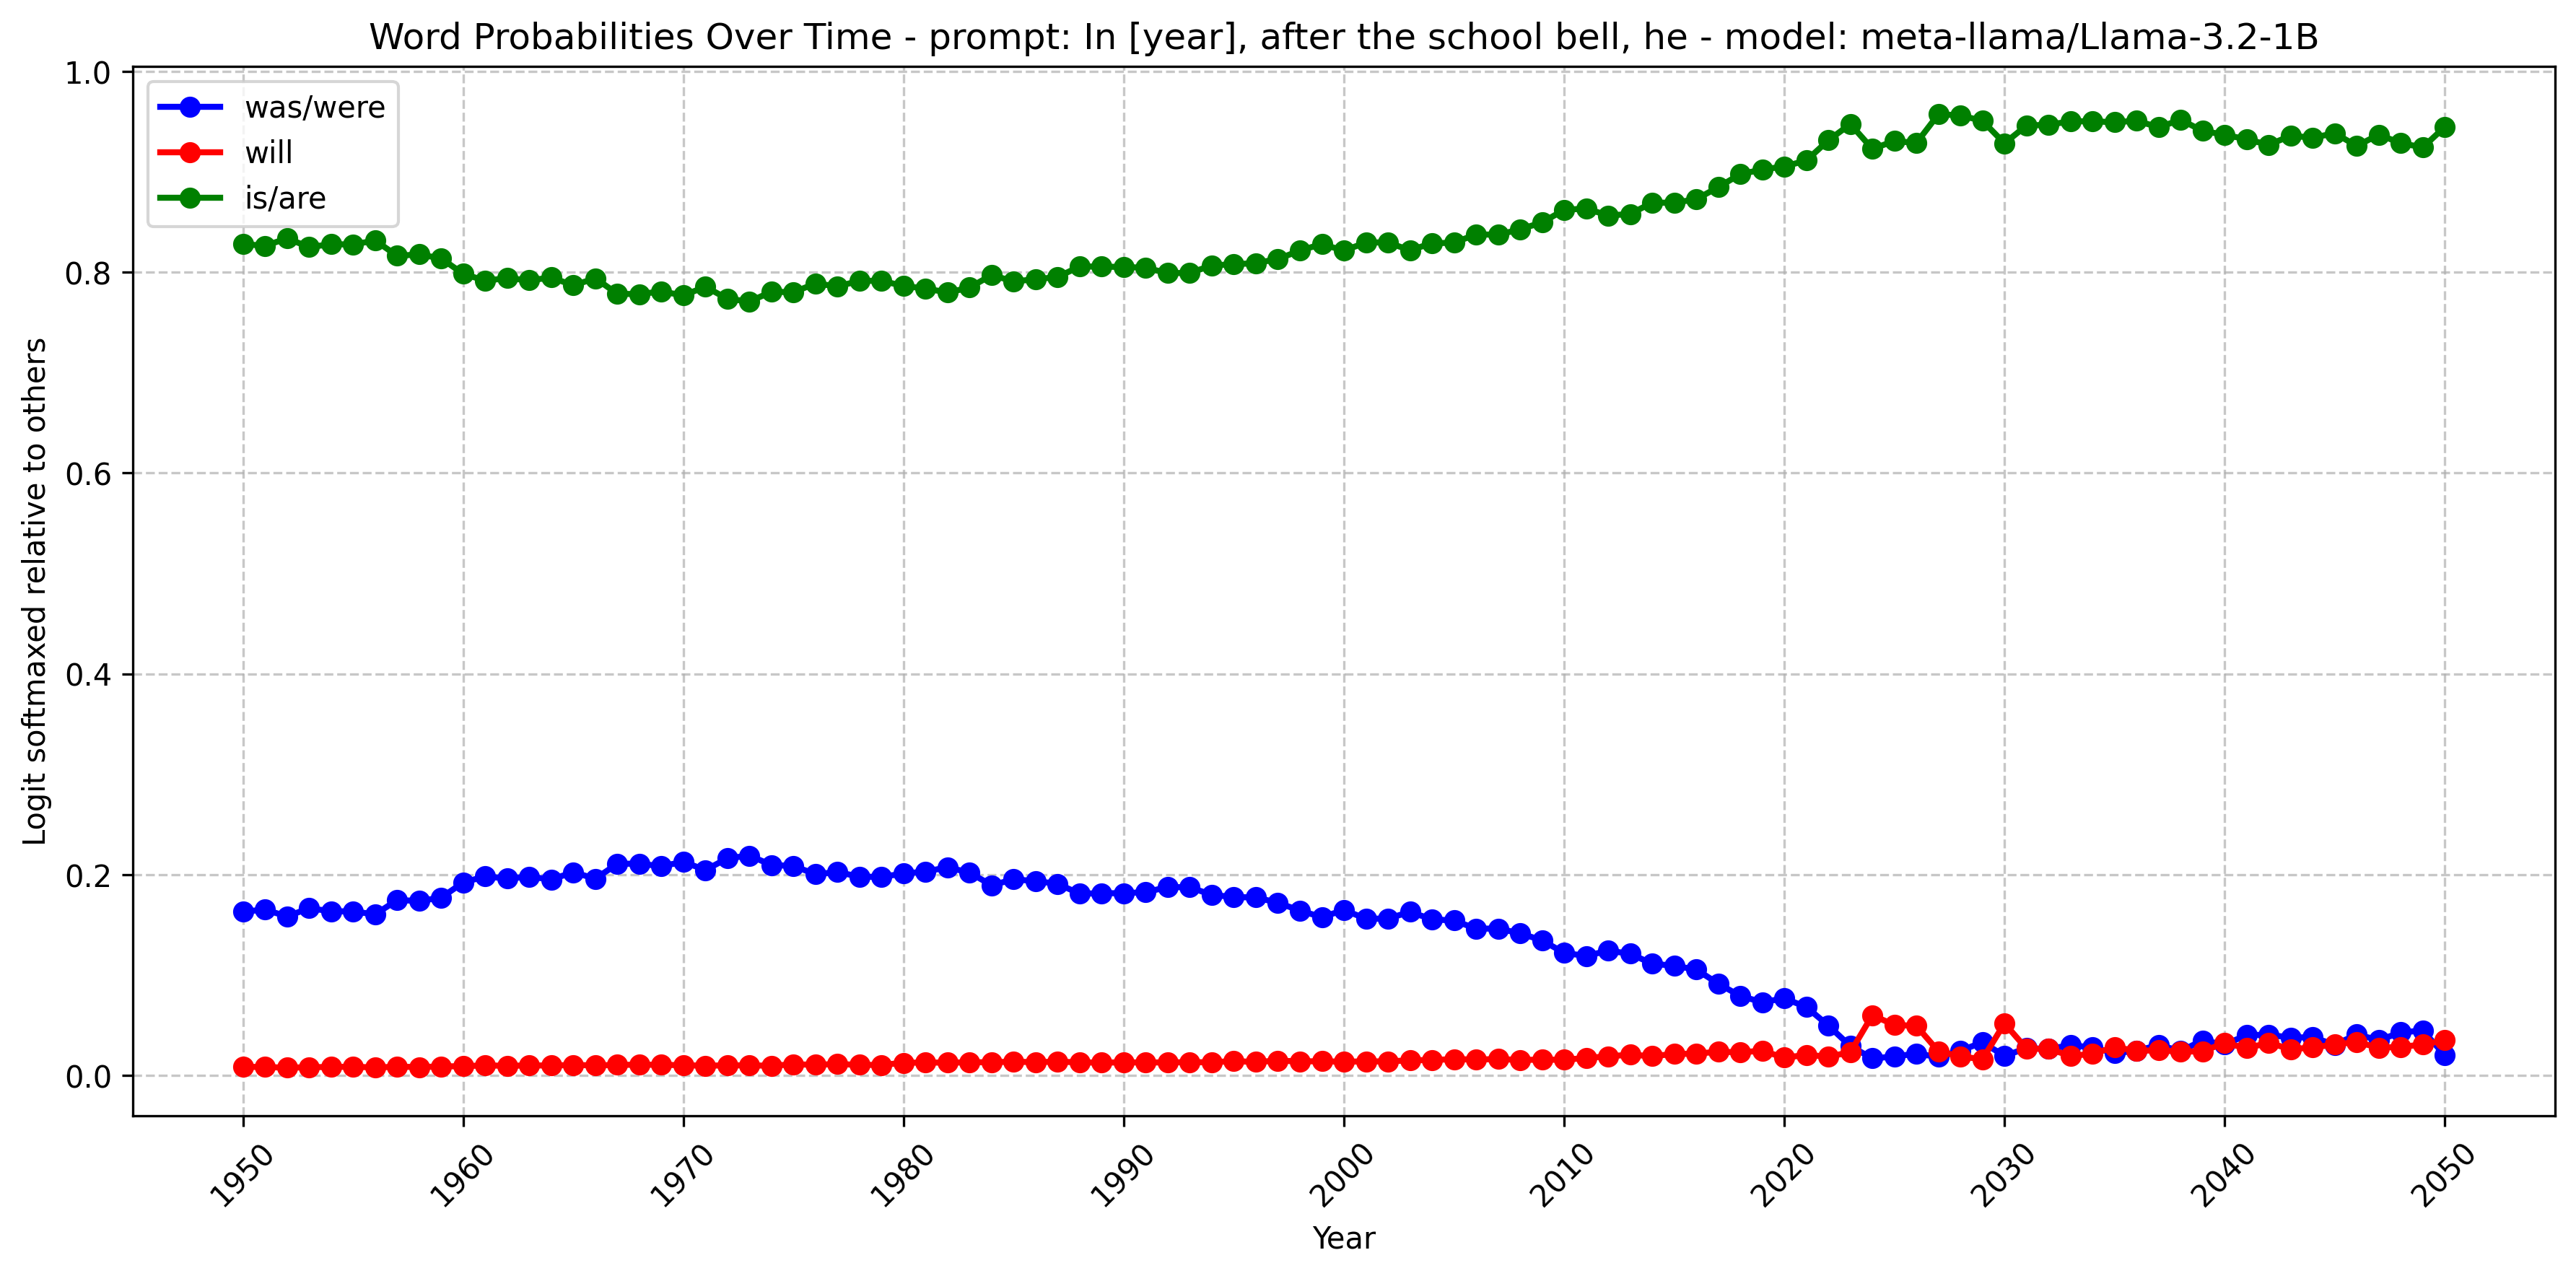 Word Probabilities Over Time - prompt: In [year], after the school bell, he - model: meta-llama/Llama-3.2-1B
was/were
will
is/are
1.0
0.8
0.6
0.4
0.2
0.0
Logit softmaxed relative to others
1950
1960
1970
1980
1990
2000
2010
2020
2030
2040
2050
Year